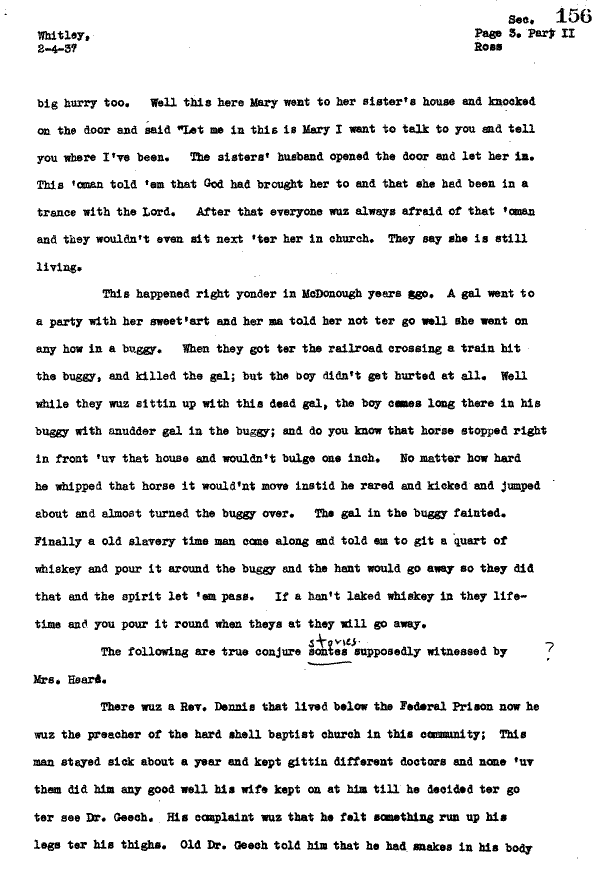 Sec. 156
Whitley,
2-4-37
Page 3. Part II
Ross
big hurry too. Well this here Mary went to her sister's house and knocked
on the door and said "Let me in this is Mary I want to talk to you and tell
you where I've been. The sisters' husband opened the door and let her in.
This 'oman told 'em that God had brought her to and that she had been in a
trance with the Lord. After that everyone wuz always afraid of that 'oman
and they wouldn't even sit next 'ter her in church. They say she is still
living.
This happened right yonder in McDonough years ggo. A gal went to
a party with her sweet'art and her ma told her not ter go well she went on
any how in a buggy. When they got ter the railroad crossing a train hit
the buggy, and killed the gal; but the boy didn't get hurted at all. Well
while they wuz sittin up with this dead gal, the boy comes long there in his
buggy with anudder gal in the buggy; and do you know that horse stopped right
in front 'uv that house and wouldn't bulge one inch. No matter how hard
he whipped that horse it would'nt move instid he rared and kicked and jumped
about and almost turned the buggy over. The gal in the buggy fainted.
Finally a old slavery time man come along and told em to git a quart of
whiskey and pour it around the buggy and the hant would go away so they did
that and the spirit let 'em pass. If a han't laked whiskey in they life-
time and you pour it round when theys at they will go away.
stories
The following are true conjure sontes supposedly witnessed by ?
Mrs. Heard.
There wuz a Rev. Dennis that lived below the Federal Prison now he
wuz the preacher of the hard shell baptist church in this community; This
man stayed sick about a year and kept gittin different doctors and none 'uv
them did him any good well his wife kept on at him till he decided ter go
ter see Dr. Geech. His complaint wuz that he felt something run up his
legs ter his thighs. Old Dr. Geech told him that he had snakes in his body